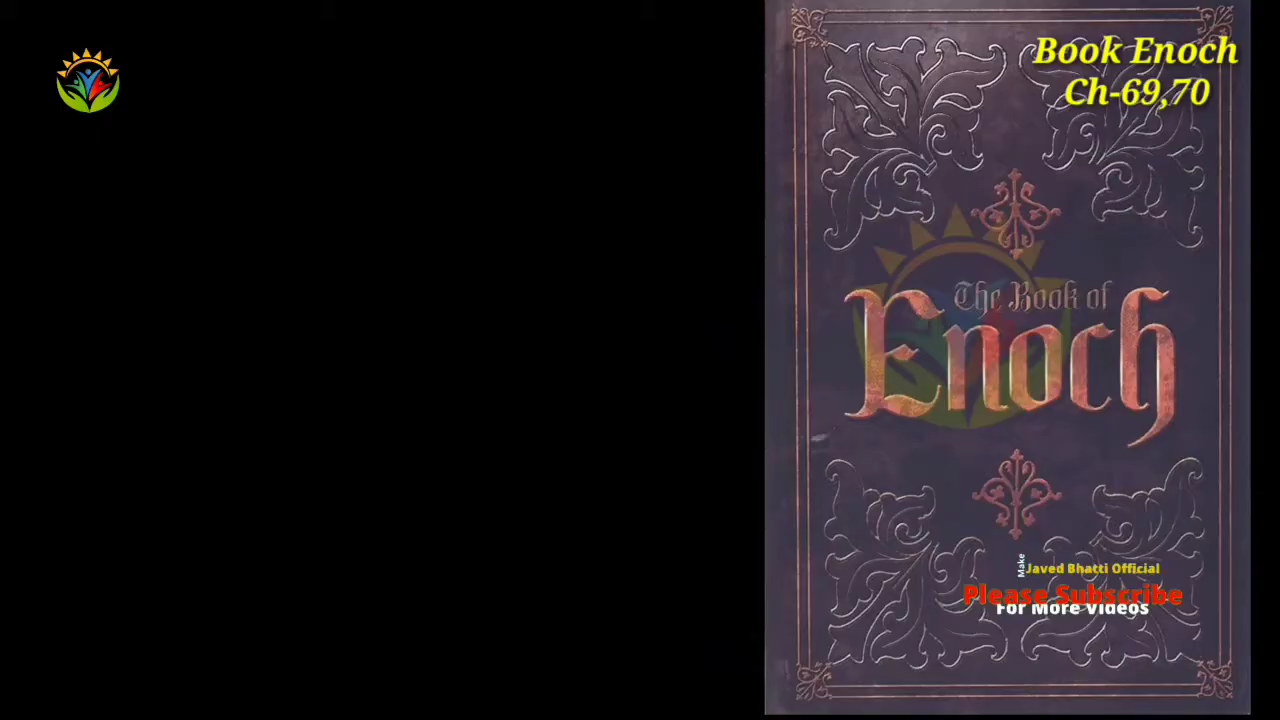 Book Enoch
Ch-69,70
The Book of
Enoch
Make
Javed Bhatti Official
Please Subscribe
For More Videos